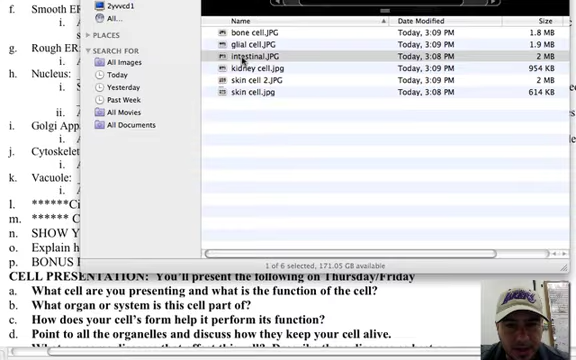 f. Smooth ER
i. A
g. Rough ER:
i. A
h. Nucleus:
i. S
ii.
i. Golgi App
i. A
j. Cytoskele
i.
k. Vacuole:
i.
l. ******Ci
m. ****** C
n. SHOW Y
o. Explain h
p. BONUS
2yvvcd1
All...
PLACES
SEARCH FOR
All Images
Today
Yesterday
Past Week
All Movies
All Documents
Name Date Modified Size
bone cell.JPG Today, 3:09 PM 1.8 MB
glial cell.JPG Today, 3:09 PM 1.9 MB
intestinal.JPG Today, 3:08 PM 2 MB
kidney cell.jpg Today, 3:09 PM 954 KB
skin cell 2.JPG Today, 3:09 PM 2 MB
skin cell.jpg Today, 3:08 PM 614 KB
1 of 6 selected, 171.05 GB available
CELL PRESENTATION: You'll present the following on Thursday/Friday
a. What cell are you presenting and what is the function of the cell?
b. What organ or system is this cell part of?
c. How does your cell's form help it perform its function?
d. Point to all the organelles and discuss how they keep your cell alive.